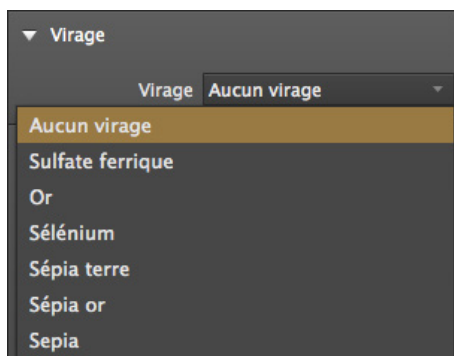 Virage
Virage Aucun virage
Aucun virage
Sulfate ferrique
Or
Sélénium
Sépia terre
Sépia or
Sepia